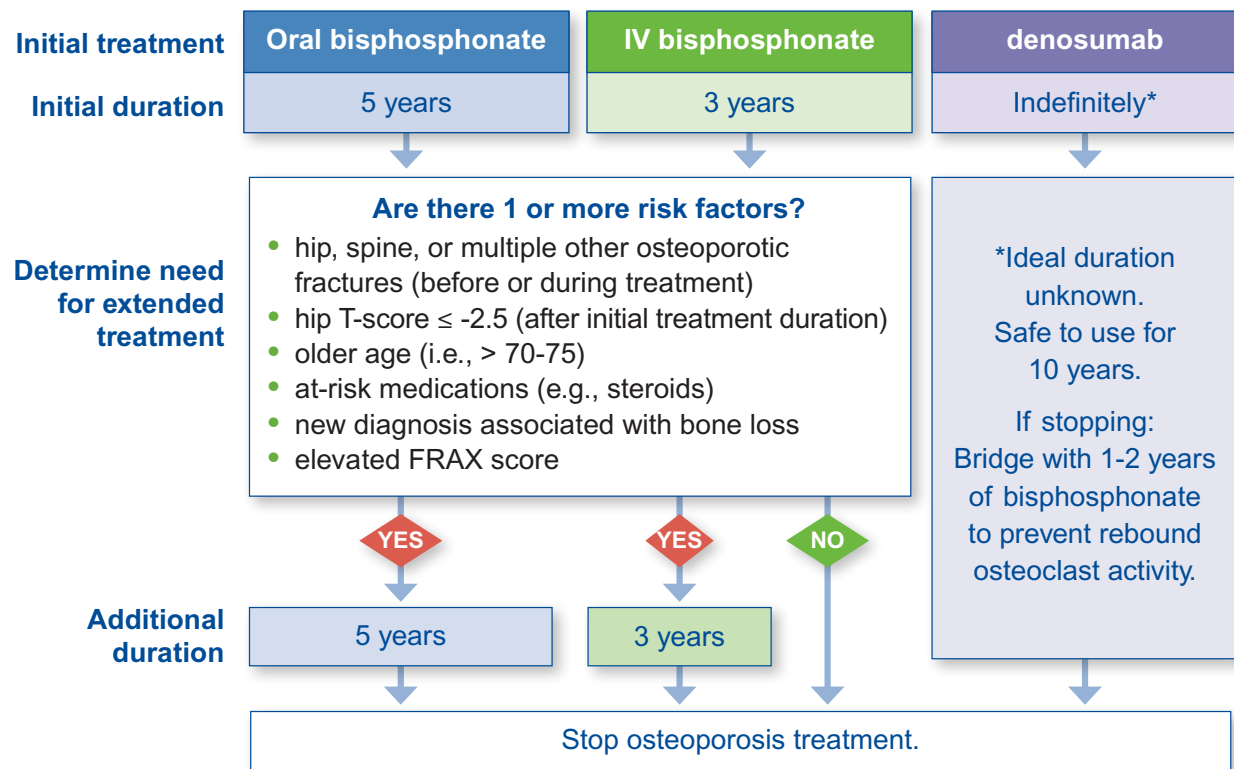 Initial treatment
Oral bisphosphonate
IV bisphosphonate
denosumab
Initial duration
5 years
3 years
Indefinitely*
Determine need
for extended
treatment
Are there 1 or more risk factors?
• hip, spine, or multiple other osteoporotic
fractures (before or during treatment)
• hip T-score ≤ -2.5 (after initial treatment duration)
• older age (i.e., > 70-75)
• at-risk medications (e.g., steroids)
• new diagnosis associated with bone loss
• elevated FRAX score
*Ideal duration
unknown.
Safe to use for
10 years.
If stopping:
Bridge with 1-2 years
of bisphosphonate
to prevent rebound
osteoclast activity.
YES
YES
NO
Additional
duration
5 years
3 years
Stop osteoporosis treatment.